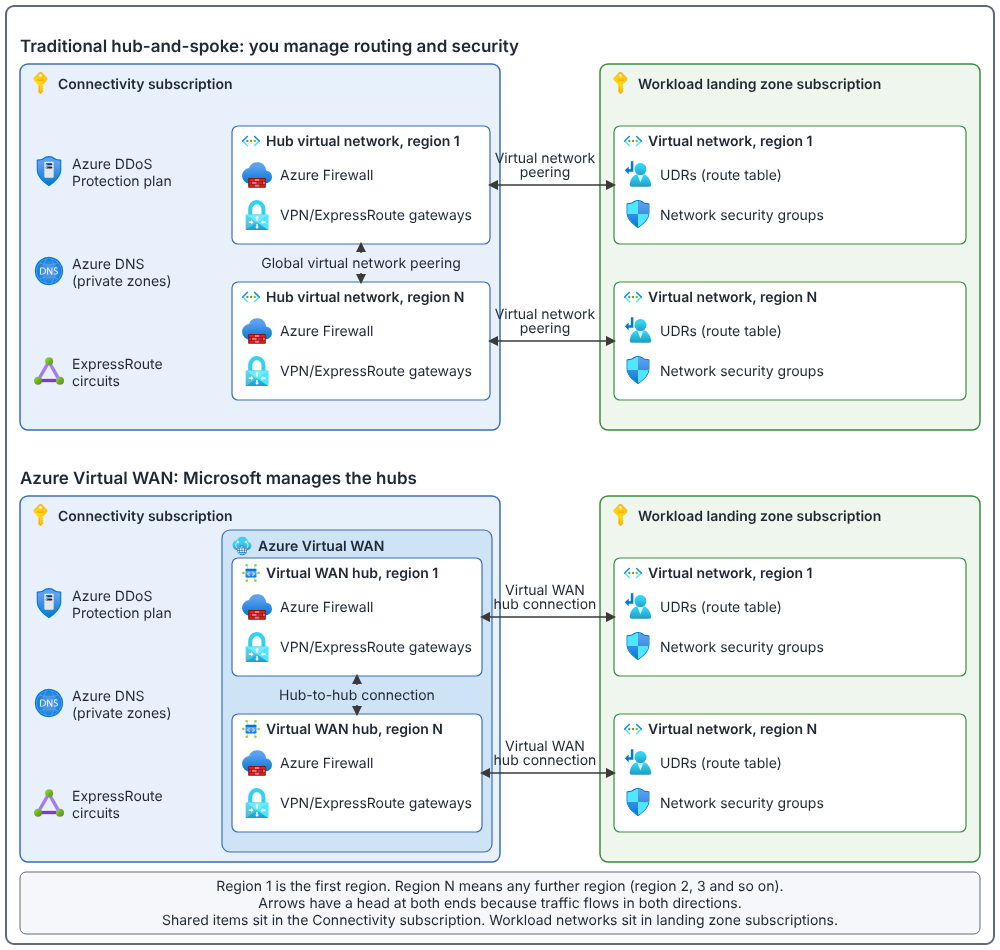 Traditional hub-and-spoke: you manage routing and security
Connectivity subscription
Azure DDoS
Protection plan
Azure DNS
(private zones)
ExpressRoute
circuits
Hub virtual network, region 1
Azure Firewall
VPN/ExpressRoute gateways
Global virtual network peering
Hub virtual network, region N
Azure Firewall
VPN/ExpressRoute gateways
Virtual network
peering
Virtual network
peering
Workload landing zone subscription
Virtual network, region 1
UDRs (route table)
Network security groups
Virtual network, region N
UDRs (route table)
Network security groups
Azure Virtual WAN: Microsoft manages the hubs
Connectivity subscription
Azure DDoS
Protection plan
Azure DNS
(private zones)
ExpressRoute
circuits
Azure Virtual WAN
Virtual WAN hub, region 1
Azure Firewall
VPN/ExpressRoute gateways
Hub-to-hub connection
Virtual WAN hub, region N
Azure Firewall
VPN/ExpressRoute gateways
Virtual WAN
hub connection
Virtual WAN
hub connection
Workload landing zone subscription
Virtual network, region 1
UDRs (route table)
Network security groups
Virtual network, region N
UDRs (route table)
Network security groups
DNS
DNS
Region 1 is the first region. Region N means any further region (region 2, 3 and so on).
Arrows have a head at both ends because traffic flows in both directions.
Shared items sit in the Connectivity subscription. Workload networks sit in landing zone subscriptions.